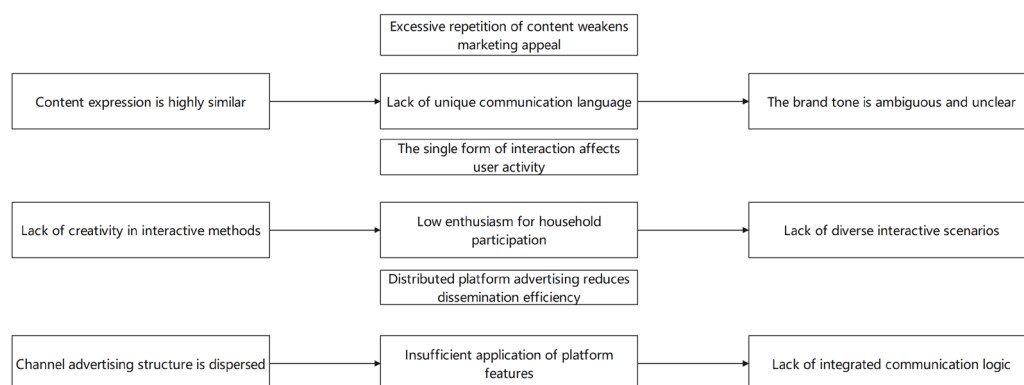 Excessive repetition of content weakens
marketing appeal
Content expression is highly similar
Lack of unique communication language
The brand tone is ambiguous and unclear
The single form of interaction affects
user activity
Lack of creativity in interactive methods
Low enthusiasm for household
participation
Lack of diverse interactive scenarios
Distributed platform advertising reduces
dissemination efficiency
Channel advertising structure is dispersed
Insufficient application of platform
features
Lack of integrated communication logic